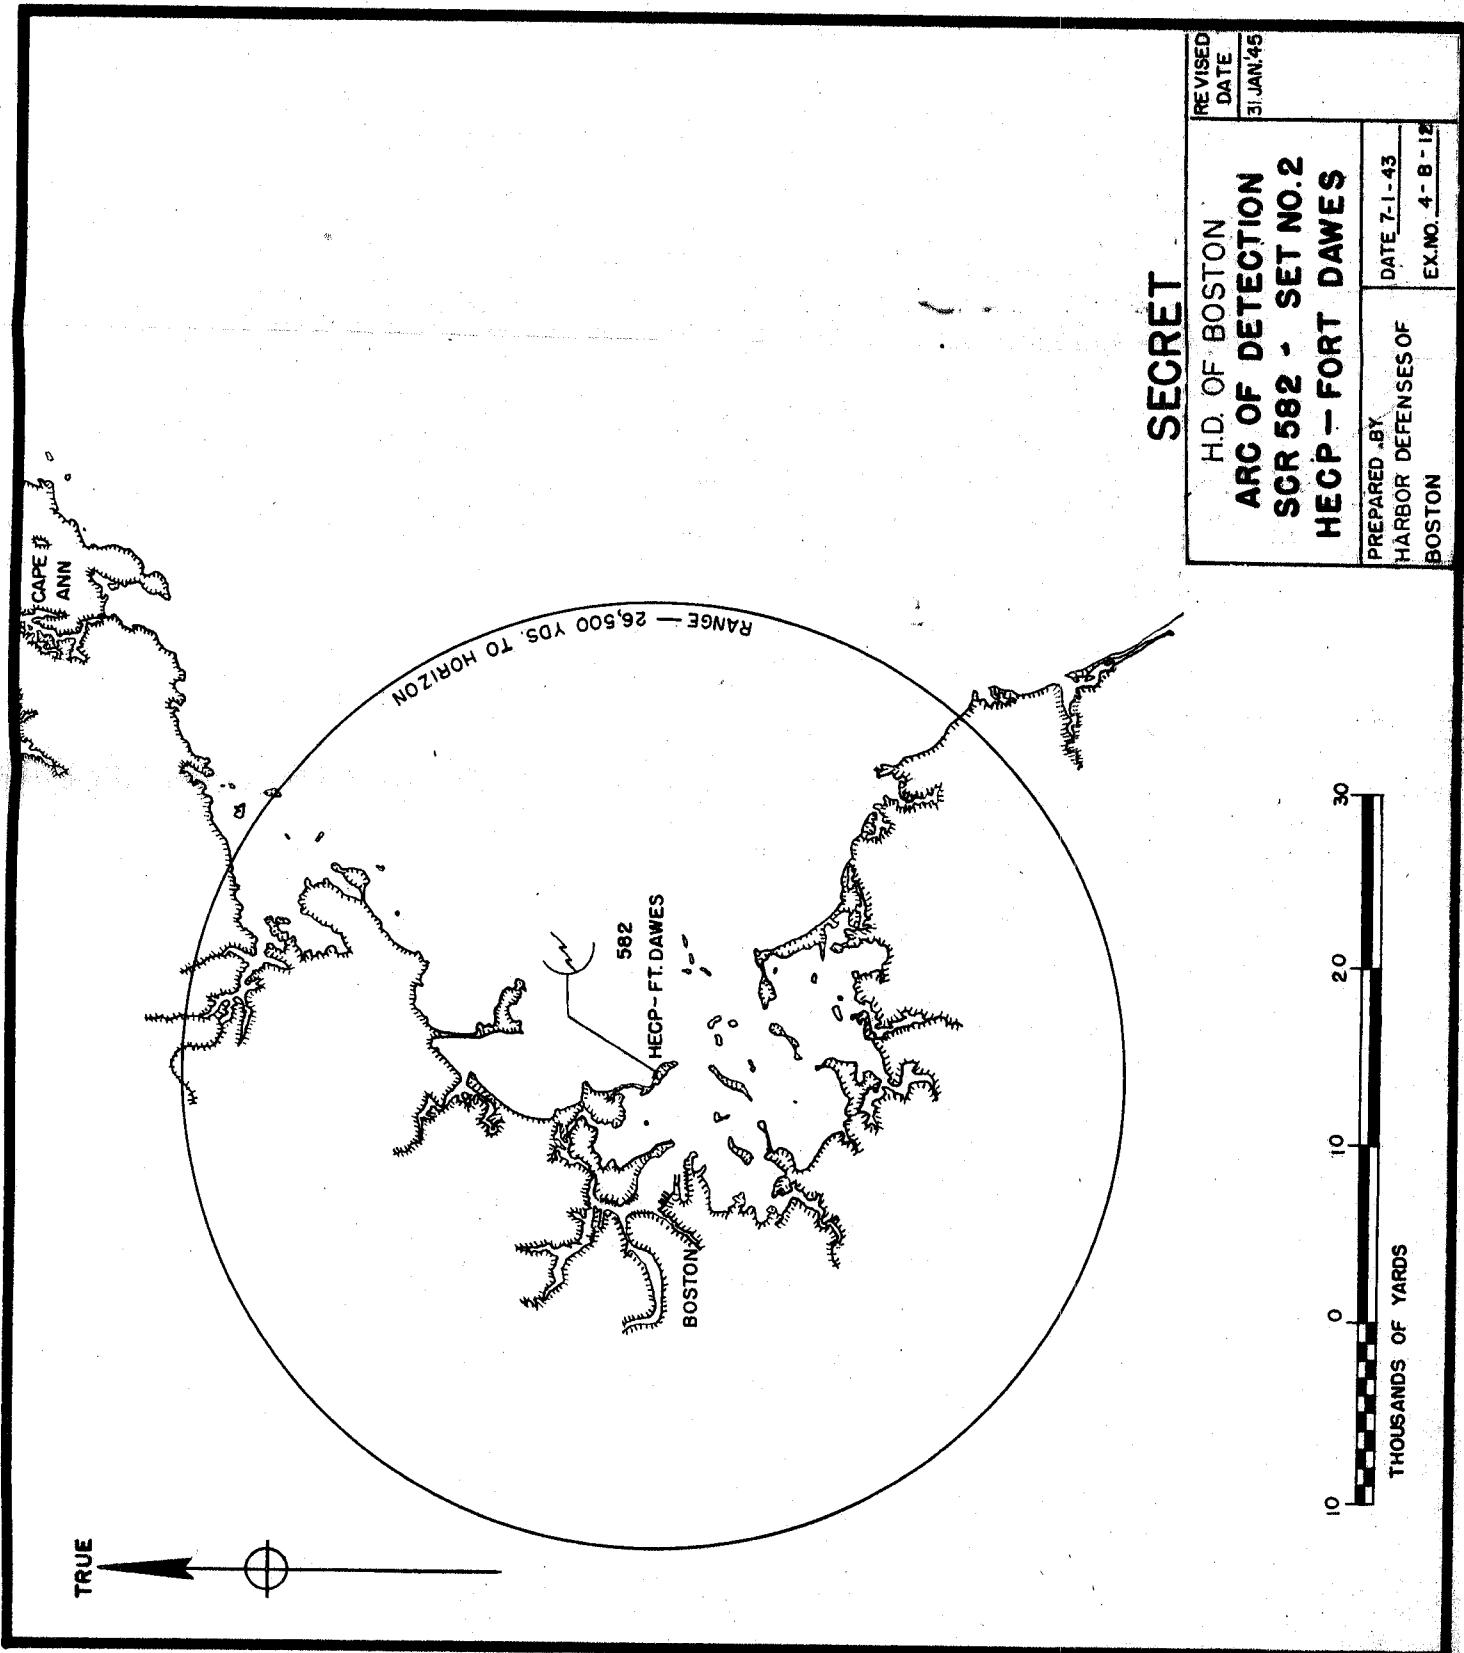 TRUE
CAPE
ANN
RANGE — 26,500 YDS. TO HORIZON
582
HECP-FT. DAWES
BOSTON
SECRET
H.D. OF BOSTON
ARC OF DETECTION
SCR 582 - SET NO. 2
HECP — FORT DAWES
REVISED
DATE
31 JAN.'45
PREPARED BY
HARBOR DEFENSES OF
BOSTON
DATE 7-1-43
EX. NO. 4-B-12
10 0 10 20 30
THOUSANDS OF YARDS